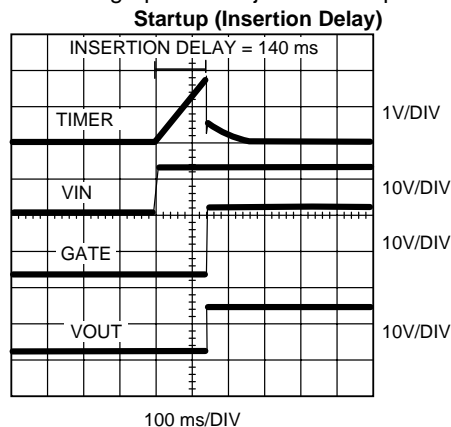 Startup (Insertion Delay)
INSERTION DELAY = 140 ms
TIMER
1V/DIV
VIN
10V/DIV
GATE
10V/DIV
VOUT
10V/DIV
100 ms/DIV